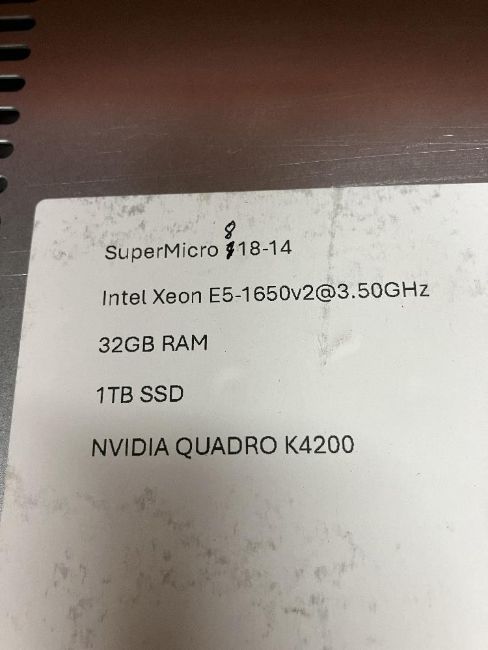 8
SuperMicro 18-14
Intel Xeon E5-1650v2@3.50GHz
32GB RAM
1TB SSD
NVIDIA QUADRO K4200